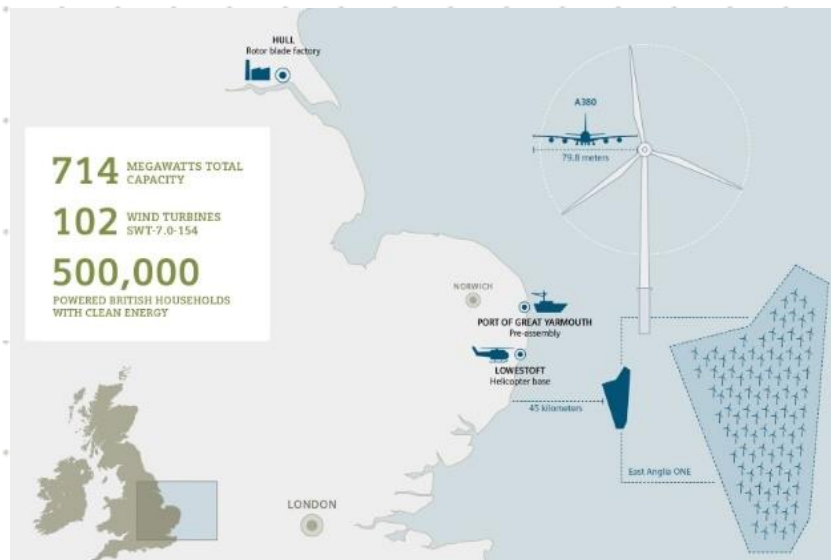 HULL
Rotor blade factory
A380
79.8 meters
714 MEGAWATTS TOTAL
CAPACITY
102 WIND TURBINES
SWT-7.0-154
500,000
POWERED BRITISH HOUSEHOLDS
WITH CLEAN ENERGY
NORWICH
PORT OF GREAT YARMOUTH
Pre-assembly
LOWESTOFT
Helicopter base
45 kilometers
East Anglia ONE
LONDON